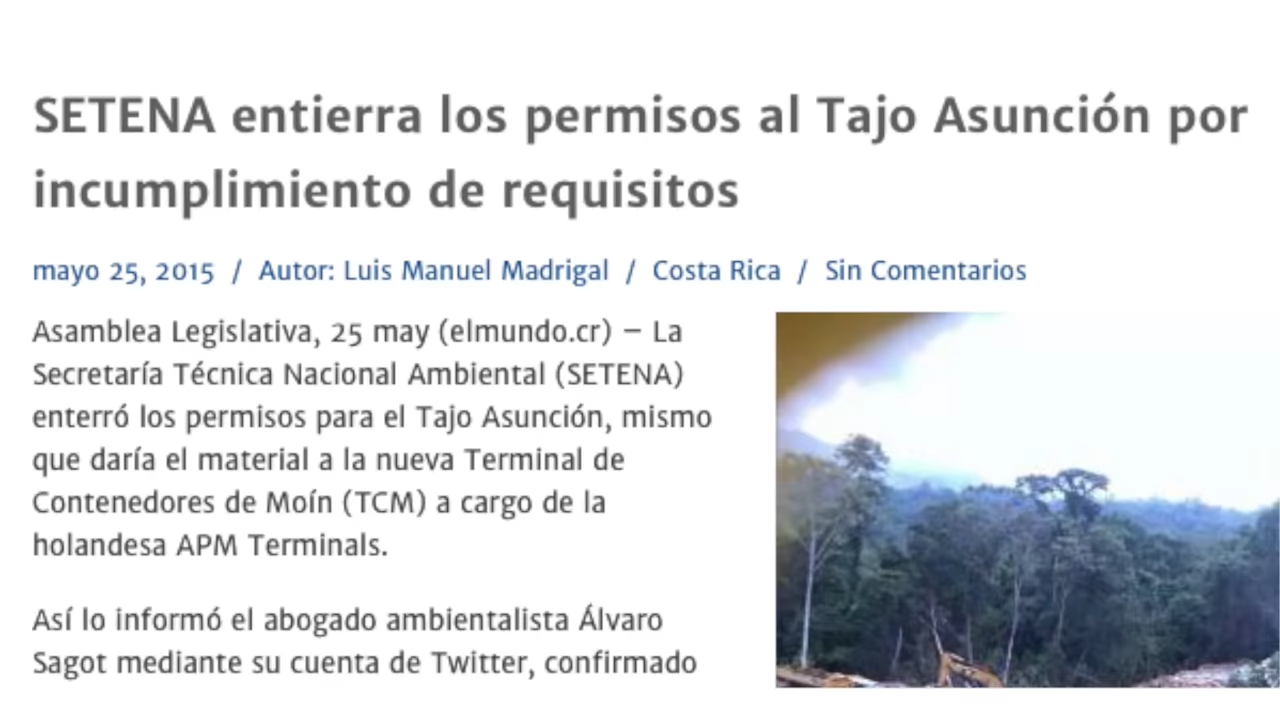 SETENA entierra los permisos al Tajo Asunción por
incumplimiento de requisitos
mayo 25, 2015 / Autor: Luis Manuel Madrigal / Costa Rica / Sin Comentarios
Asamblea Legislativa, 25 may (elmundo.cr) – La
Secretaría Técnica Nacional Ambiental (SETENA)
enterró los permisos para el Tajo Asunción, mismo
que daría el material a la nueva Terminal de
Contenedores de Moín (TCM) a cargo de la
holandesa APM Terminals.
Así lo informó el abogado ambientalista Álvaro
Sagot mediante su cuenta de Twitter, confirmado